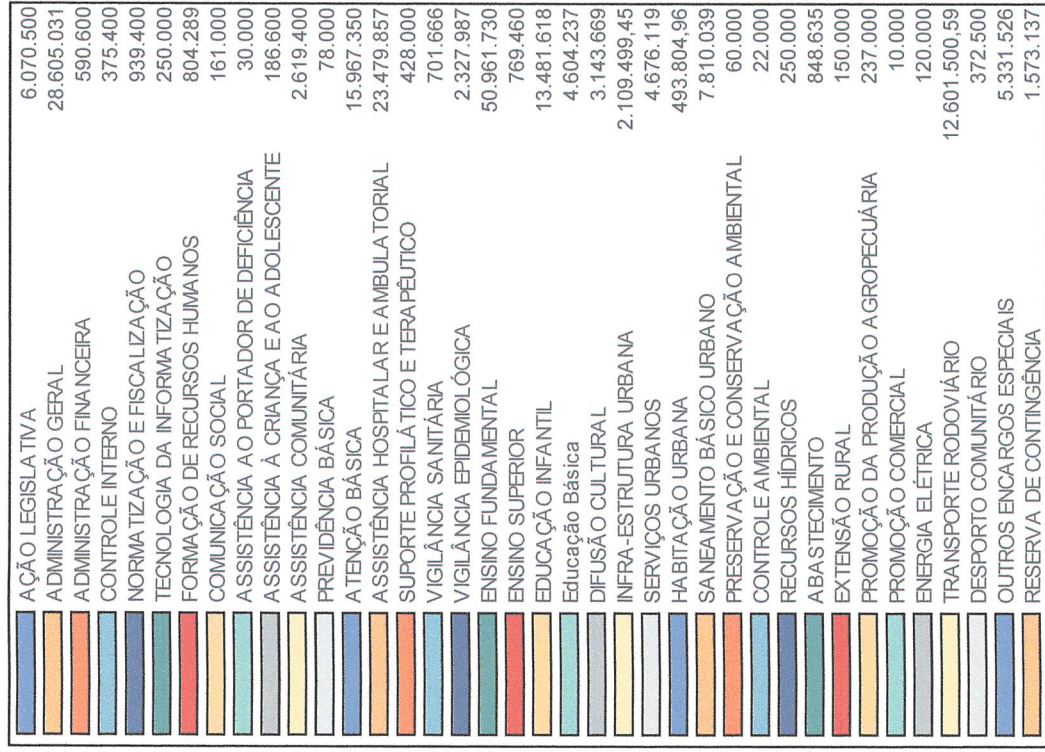 AÇÃO LEGISLATIVA 6.070.500
ADMINISTRAÇÃO GERAL 28.605.031
ADMINISTRAÇÃO FINANCEIRA 590.600
CONTROLE INTERNO 375.400
NORMATIZAÇÃO E FISCALIZAÇÃO 939.400
TECNOLOGIA DA INFORMATIZAÇÃO 250.000
FORMAÇÃO DE RECURSOS HUMANOS 804.289
COMUNICAÇÃO SOCIAL 161.000
ASSISTÊNCIA AO PORTADOR DE DEFICIÊNCIA 30.000
ASSISTÊNCIA À CRIANÇA E AO ADOLESCENTE 186.600
ASSISTÊNCIA COMUNITÁRIA 2.619.400
PREVIDÊNCIA BÁSICA 78.000
ATENÇÃO BÁSICA 15.967.350
ASSISTÊNCIA HOSPITALAR E AMBULATORIAL 23.479.857
SUPORTE PROFILÁTICO E TERAPÊUTICO 428.000
VIGILÂNCIA SANITÁRIA 701.666
VIGILÂNCIA EPIDEMIOLÓGICA 2.327.987
ENSINO FUNDAMENTAL 50.961.730
ENSINO SUPERIOR 769.460
EDUCAÇÃO INFANTIL 13.481.618
Educação Básica 4.604.237
DIFUSÃO CULTURAL 3.143.669
INFRA-ESTRUTURA URBANA 2.109.499,45
SERVIÇOS URBANOS 4.676.119
HABITAÇÃO URBANA 493.804,96
SANEAMENTO BÁSICO URBANO 7.810.039
PRESERVAÇÃO E CONSERVAÇÃO AMBIENTAL 60.000
CONTROLE AMBIENTAL 22.000
RECURSOS HÍDRICOS 250.000
ABASTECIMENTO 848.635
EXTENSÃO RURAL 150.000
PROMOÇÃO DA PRODUÇÃO AGROPECUÁRIA 237.000
PROMOÇÃO COMERCIAL 10.000
ENERGIA ELÉTRICA 120.000
TRANSPORTE RODOVIÁRIO 12.601.500,59
DESPORTO COMUNITÁRIO 372.500
OUTROS ENCARGOS ESPECIAIS 5.331.526
RESERVA DE CONTINGÊNCIA 1.573.137